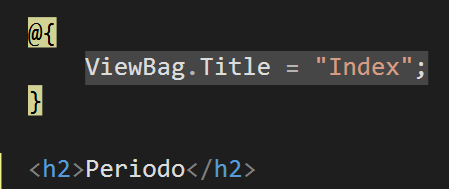 @{
ViewBag.Title = "Index";
}
<h2>Periodo</h2>